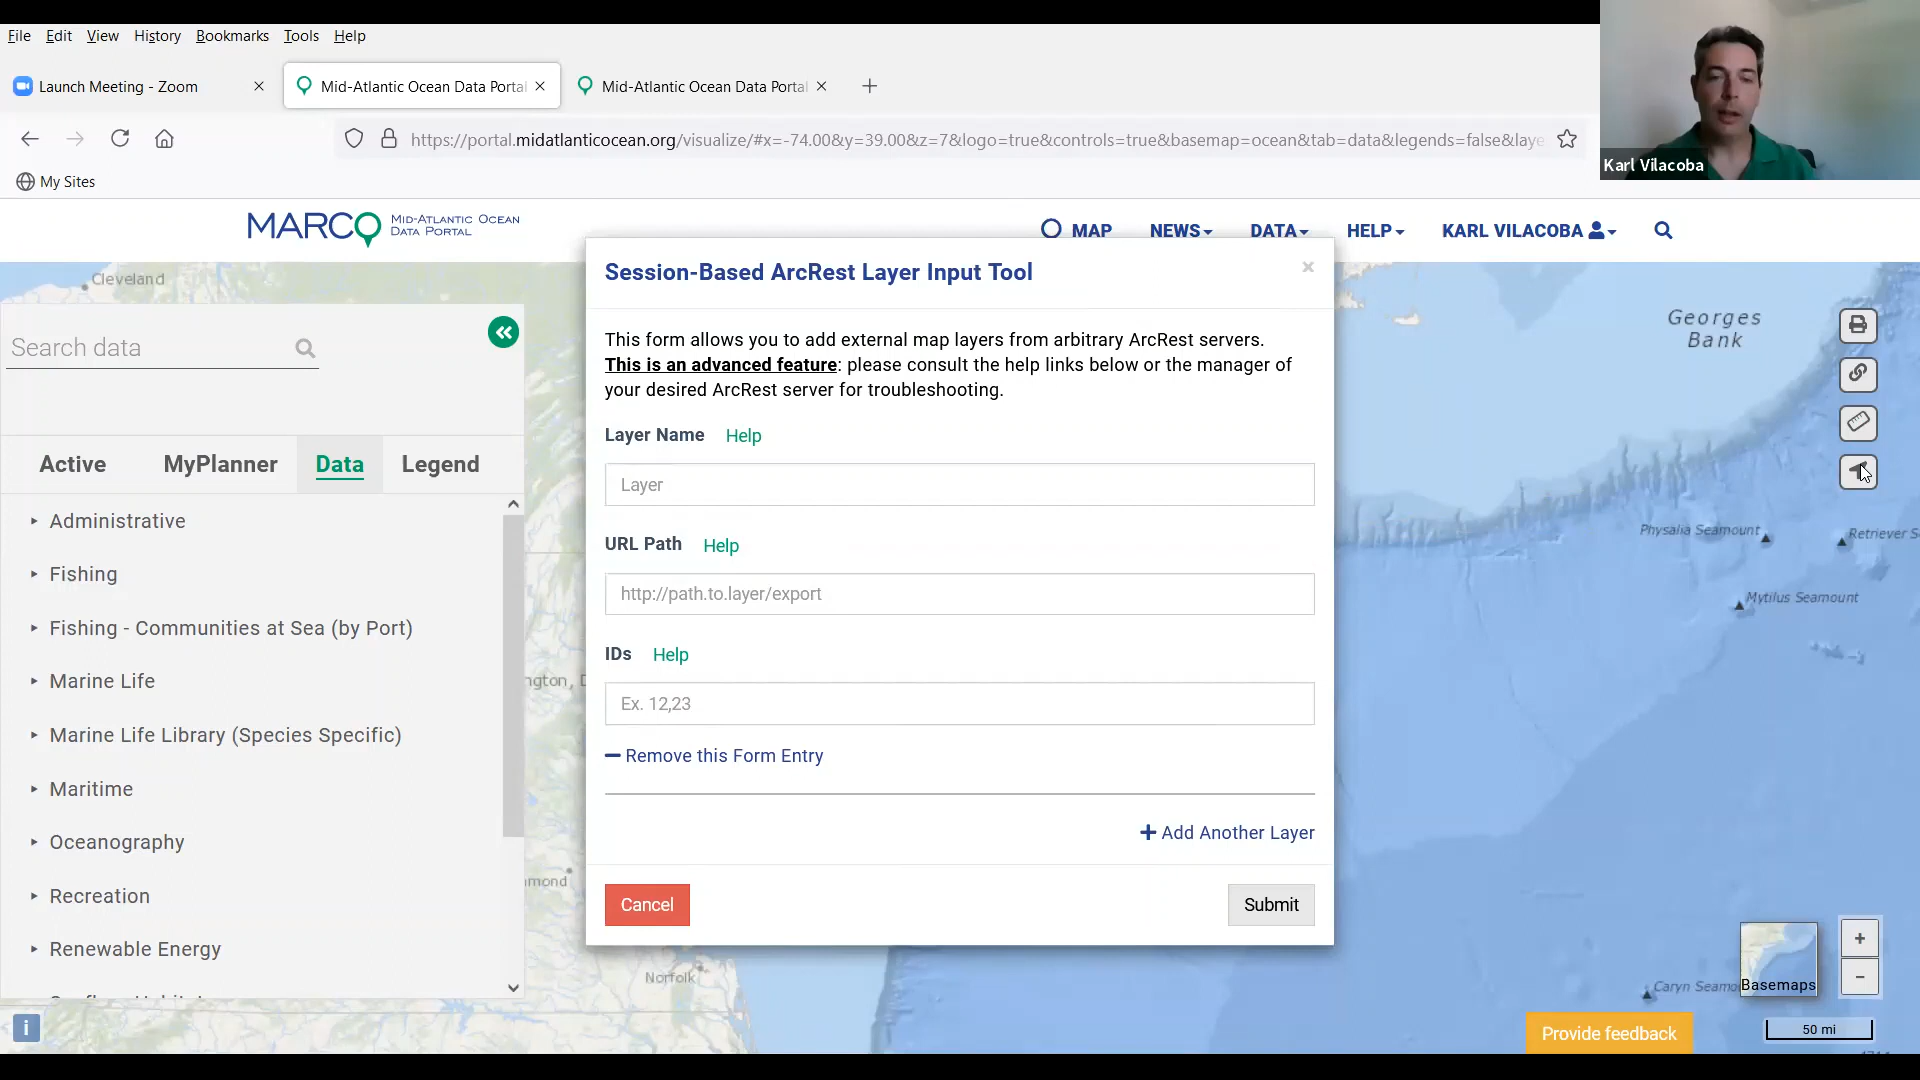 File Edit View History Bookmarks Tools Help
Launch Meeting - Zoom
Mid-Atlantic Ocean Data Portal
Mid-Atlantic Ocean Data Portal
https://portal.midatlanticocean.org/visualize/#x=-74.00&y=39.00&z=7&logo=true&controls=true&basemap=ocean&tab=data&legends=false&laye
My Sites
Karl Vilacoba
MARCO MID-ATLANTIC OCEAN
DATA PORTAL
MAP NEWS DATA HELP KARL VILACOBA
Cleveland
Search data
Active MyPlanner Data Legend
Administrative
Fishing
Fishing - Communities at Sea (by Port)
Marine Life
Marine Life Library (Species Specific)
Maritime
Oceanography
Recreation
Renewable Energy
i
Session-Based ArcRest Layer Input Tool
×
This form allows you to add external map layers from arbitrary ArcRest servers.
This is an advanced feature: please consult the help links below or the manager of
your desired ArcRest server for troubleshooting.
Layer Name Help
Layer
URL Path Help
http://path.to.layer/export
IDs Help
Ex. 12,23
Remove this Form Entry
Add Another Layer
Cancel
Submit
Georges
Bank
Physalia Seamount
Retriever S
Mytilus Seamount
ngton, D
mond
Norfolk
Caryn Seamo
Basemaps
+
−
Provide feedback
50 mi